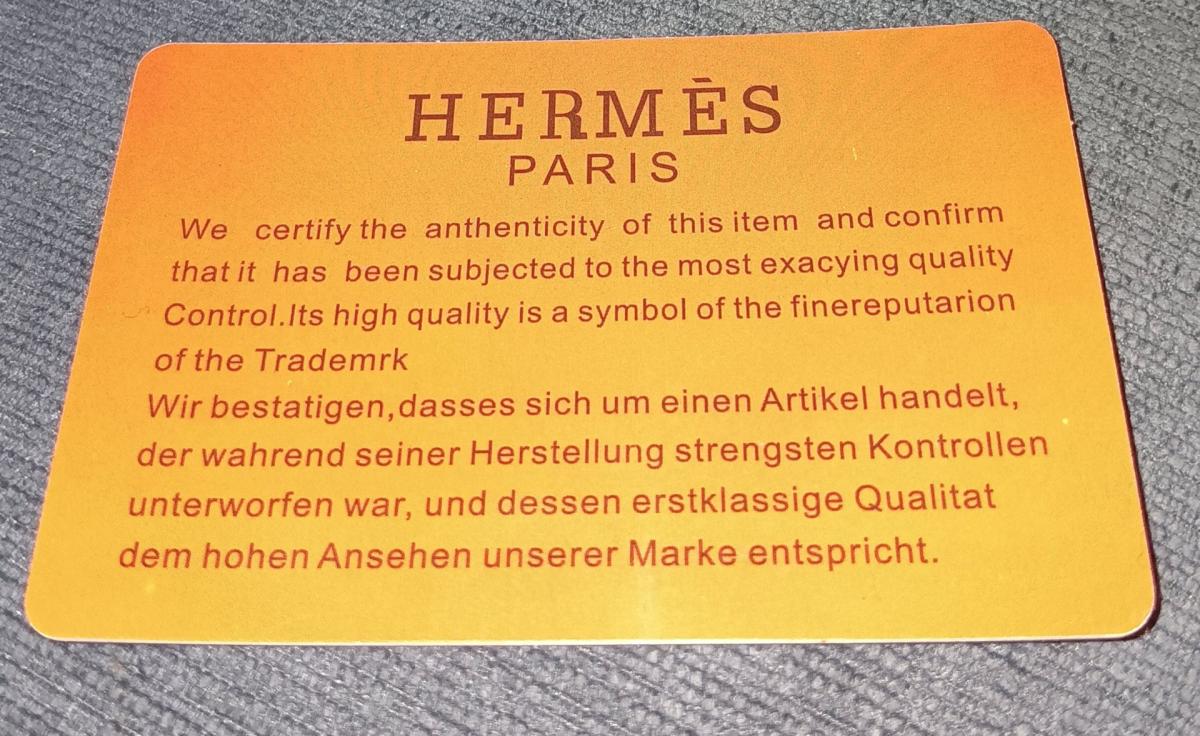 HERMÈS
PARIS
We certify the anthenticity of this item and confirm
that it has been subjected to the most exacying quality
Control.Its high quality is a symbol of the finereputarion
of the Trademrk
Wir bestatigen,dasses sich um einen Artikel handelt,
der wahrend seiner Herstellung strengsten Kontrollen
unterworfen war, und dessen erstklassige Qualitat
dem hohen Ansehen unserer Marke entspricht.